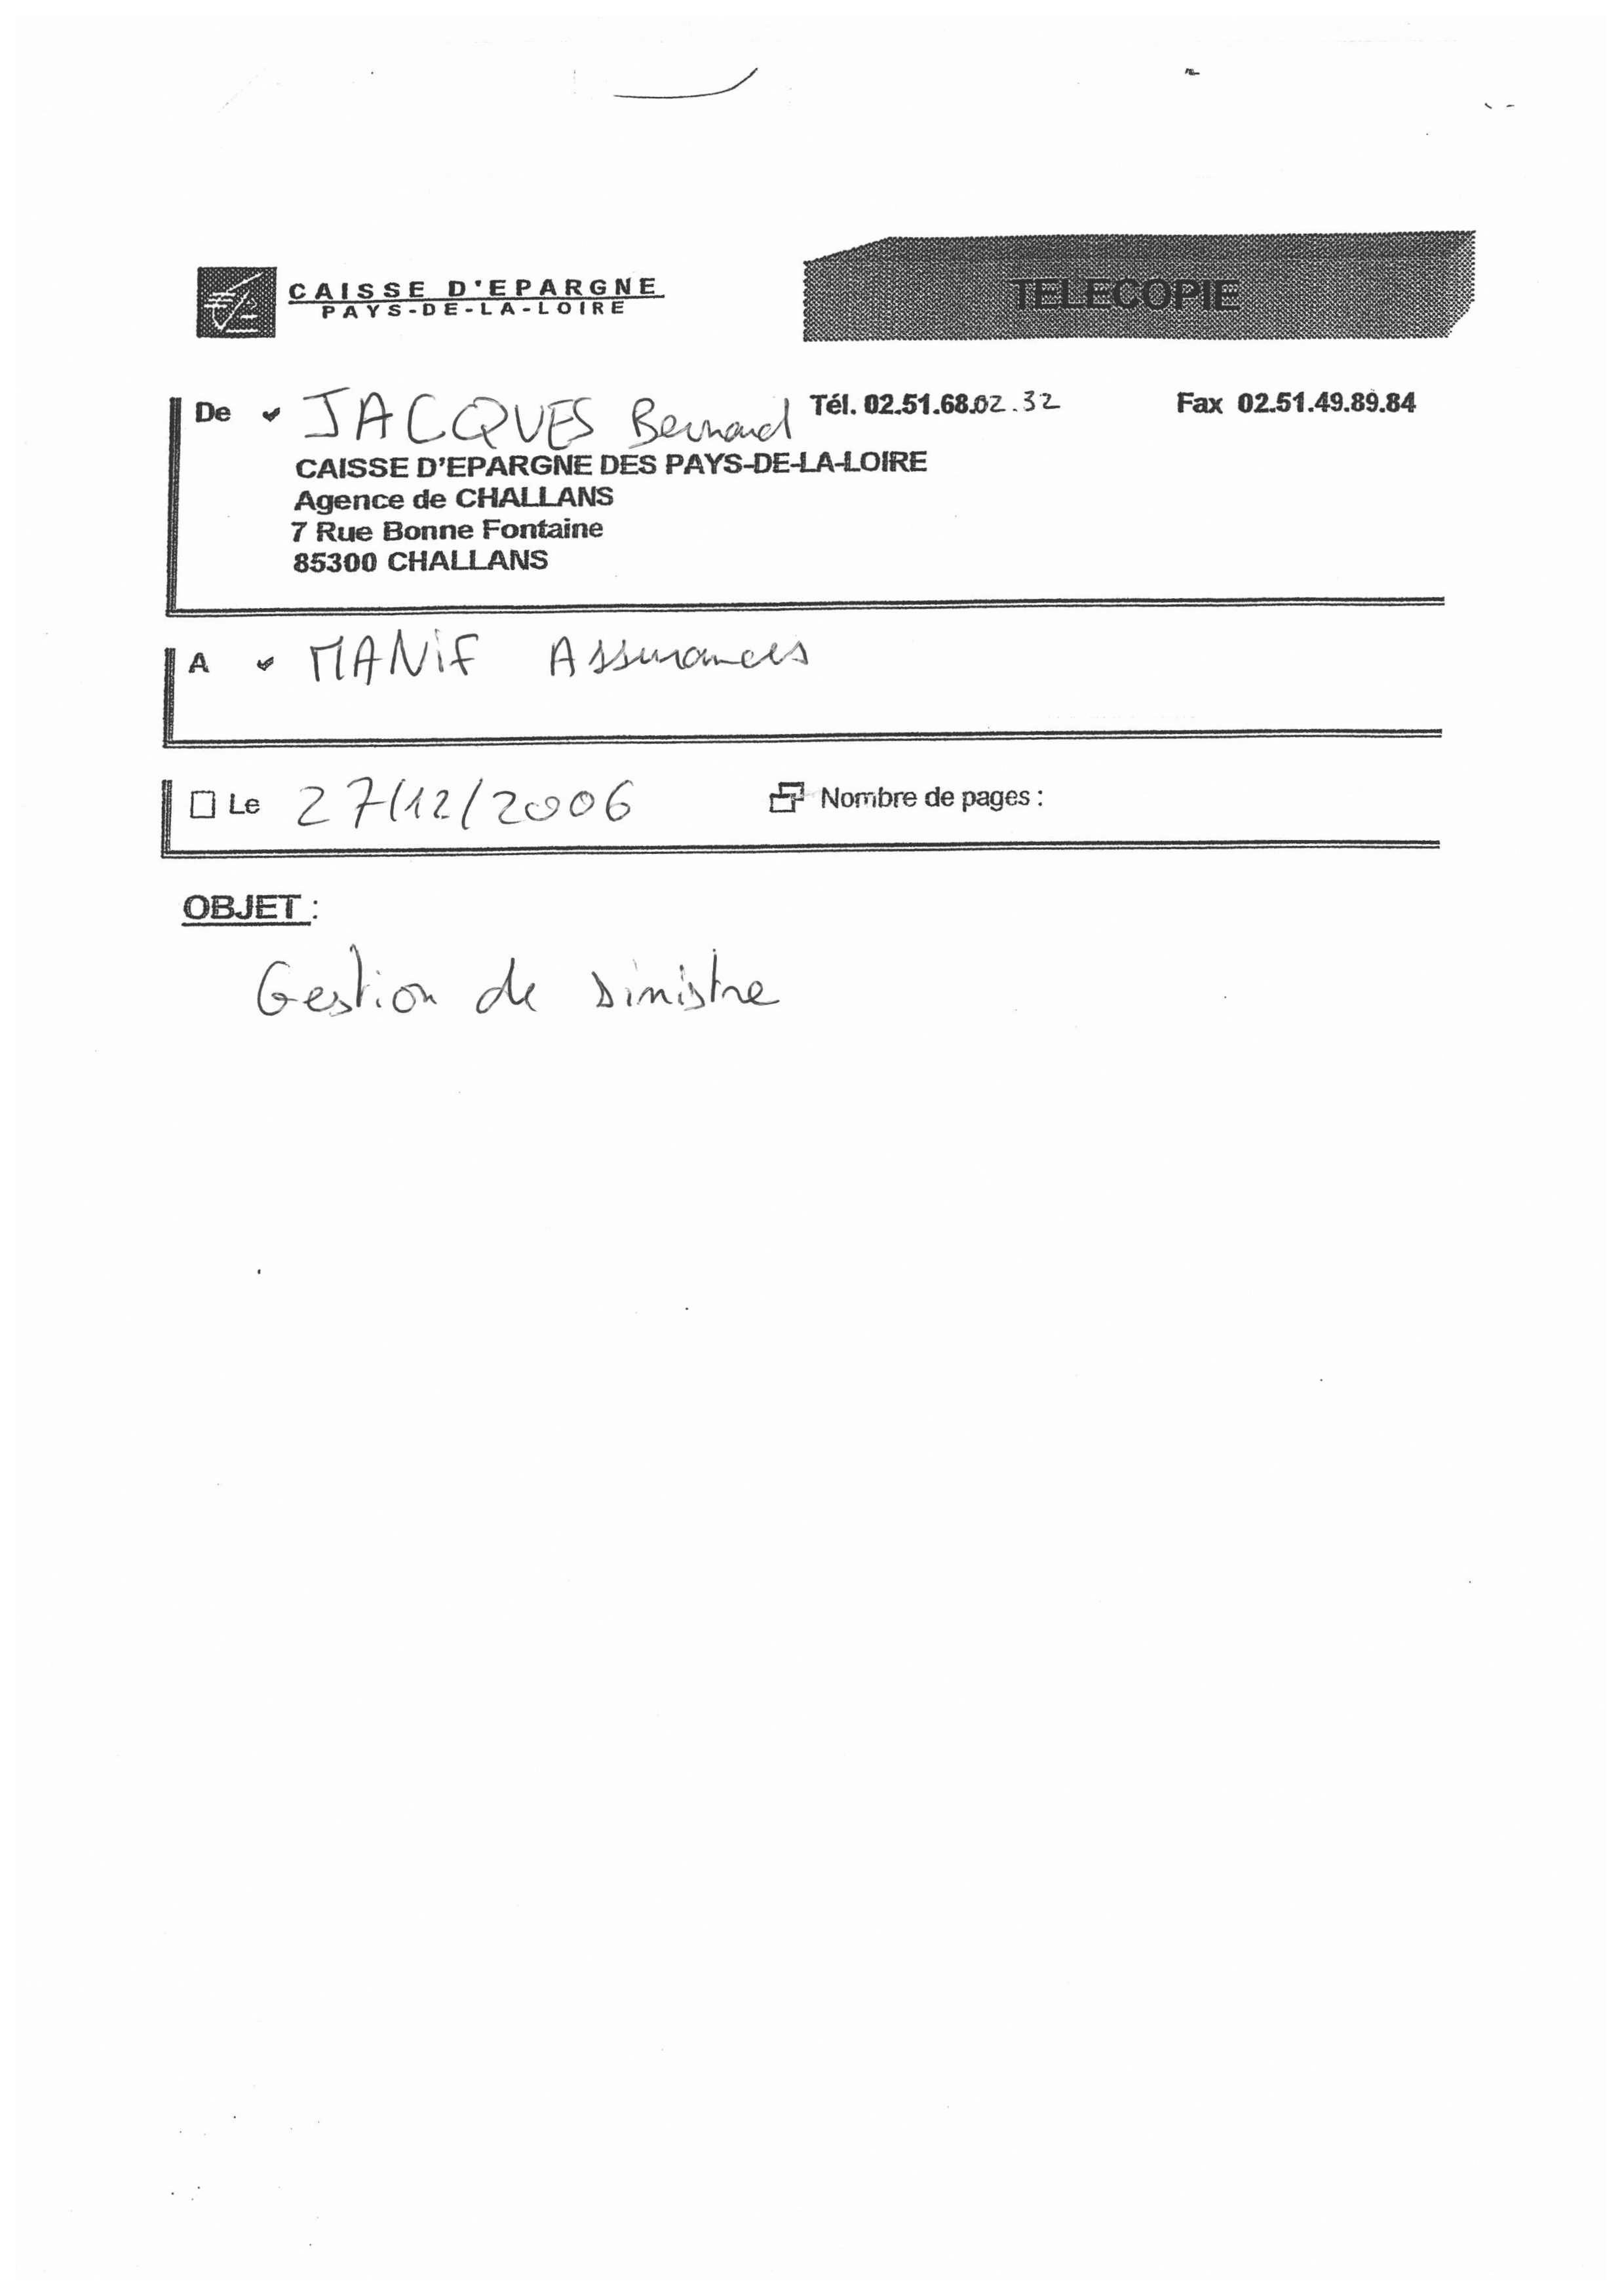 CAISSE D'EPARGNE
PAYS-DE-LA-LOIRE
TELECOPIE
De JACQUES Bernard Tél. 02.51.68.02.32 Fax 02.51.49.89.84
CAISSE D'EPARGNE DES PAYS-DE-LA-LOIRE
Agence de CHALLANS
7 Rue Bonne Fontaine
85300 CHALLANS
A MANiF Assurances
Le 27/12/2006 Nombre de pages :
OBJET :
Gestion de sinistre